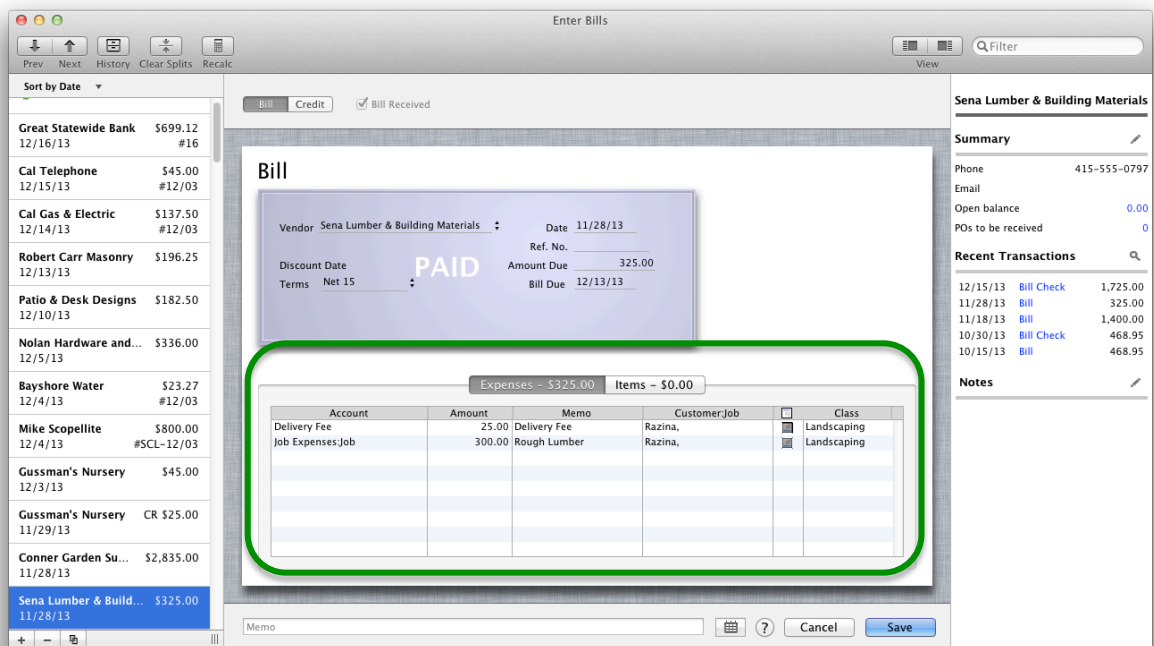 Enter Bills
Prev Next History Clear Splits Recalc
View
Filter
Sort by Date
Great Statewide Bank $699.12
12/16/13 #16
Cal Telephone $45.00
12/15/13 #12/03
Cal Gas & Electric $137.50
12/14/13 #12/03
Robert Carr Masonry $196.25
12/13/13
Patio & Desk Designs $182.50
12/10/13
Nolan Hardware and... $336.00
12/5/13
Bayshore Water $23.27
12/4/13 #12/03
Mike Scopellite $800.00
12/4/13 #SCL-12/03
Gussman's Nursery $45.00
12/3/13
Gussman's Nursery CR $25.00
11/29/13
Conner Garden Su... $2,835.00
11/28/13
Sena Lumber & Build... $325.00
11/28/13
Bill Credit Bill Received
Bill
Vendor Sena Lumber & Building Materials Date 11/28/13
Ref. No.
Discount Date PAID Amount Due 325.00
Terms Net 15 Bill Due 12/13/13
Expenses - $325.00 Items - $0.00
Account Amount Memo Customer:Job Class
Delivery Fee 25.00 Delivery Fee Razina, Landscaping
Job Expenses:Job 300.00 Rough Lumber Razina, Landscaping
Memo ? Cancel Save
Sena Lumber & Building Materials
Summary
Phone 415-555-0797
Email
Open balance 0.00
POs to be received 0
Recent Transactions
12/15/13 Bill Check 1,725.00
11/28/13 Bill 325.00
11/18/13 Bill 1,400.00
10/30/13 Bill Check 468.95
10/15/13 Bill 468.95
Notes